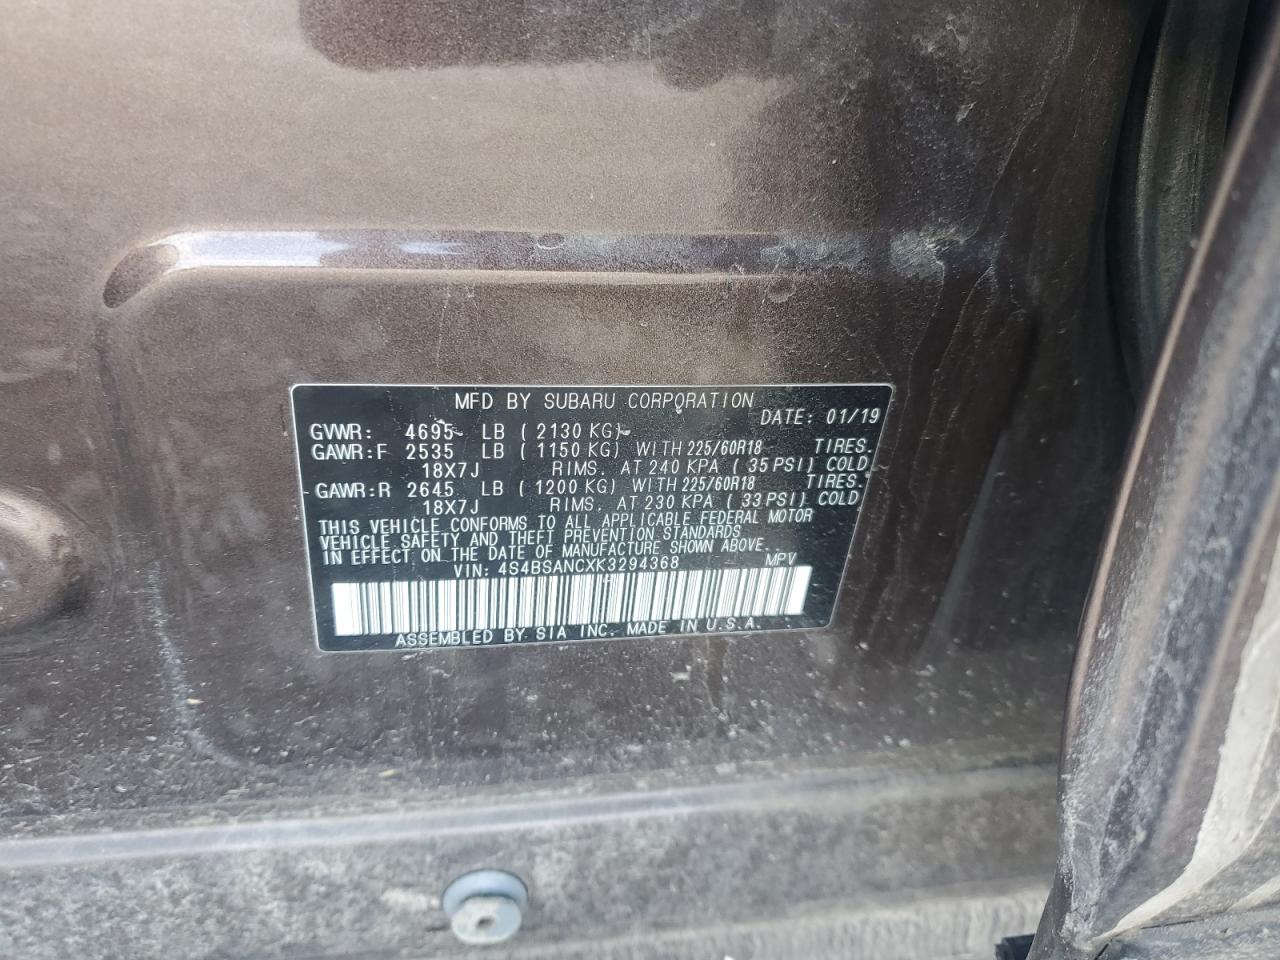 MFD BY SUBARU CORPORATION
DATE: 01/19
GVWR: 4695 LB ( 2130 KG)
GAWR:F 2535 LB ( 1150 KG) WITH 225/60R18 TIRES.
18X7J RIMS, AT 240 KPA ( 35 PSI) COLD
GAWR:R 2645 LB ( 1200 KG) WITH 225/60R18 TIRES.
18X7J RIMS, AT 230 KPA ( 33 PSI) COLD
THIS VEHICLE CONFORMS TO ALL APPLICABLE FEDERAL MOTOR
VEHICLE SAFETY AND THEFT PREVENTION STANDARDS
IN EFFECT ON THE DATE OF MANUFACTURE SHOWN ABOVE.
VIN: 4S4BSANCXK3294368 MPV
ASSEMBLED BY SIA INC. MADE IN U.S.A.